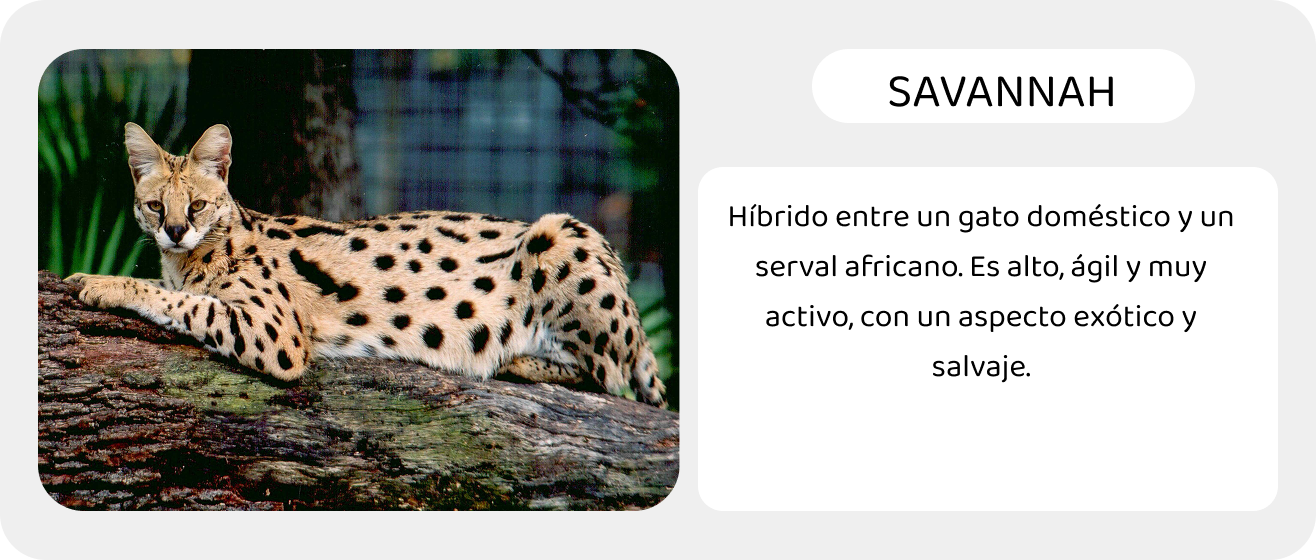 SAVANNAH
Híbrido entre un gato doméstico y un
serval africano. Es alto, ágil y muy
activo, con un aspecto exótico y
salvaje.